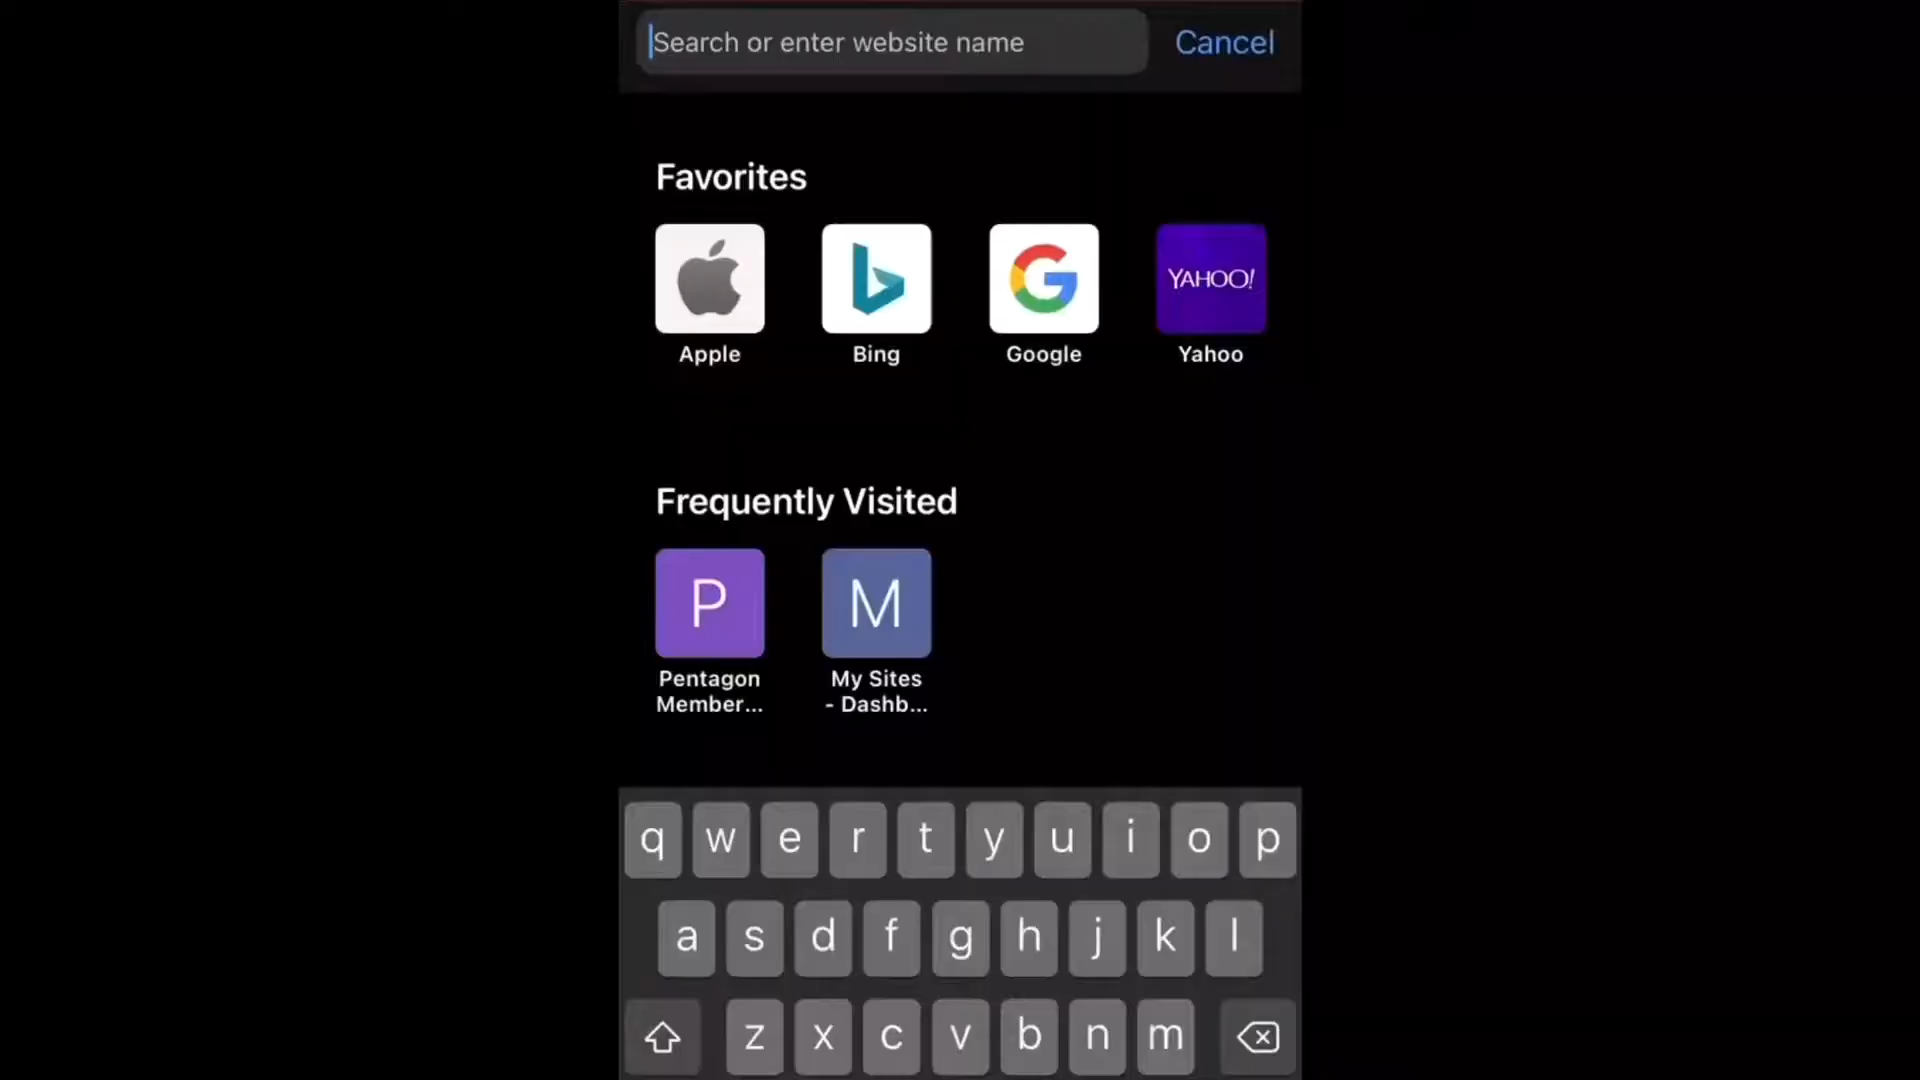 Search or enter website name Cancel
Favorites
YAHOO!
Apple Bing Google Yahoo
Frequently Visited
P M
Pentagon My Sites
Member... - Dashb...
q w e r t y u i o p
a s d f g h j k l
z x c v b n m